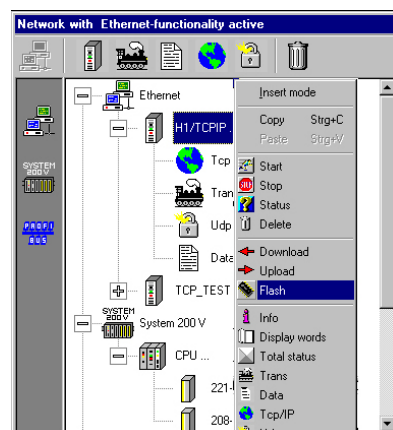 Network with Ethernet-functionality active
Ethernet
H1/TCPIP
Tcp
Tran
Udp
Data
TCP_TEST
System 200 V
CPU ...
221-
208-
SYSTEM
200V
PROFI
BUS
SYSTEM
200V
Insert mode
Copy Strg+C
Paste Strg+V
Start
Stop
Status
Delete
Download
Upload
Flash
Info
Display words
Total status
Trans
Data
Tcp/IP